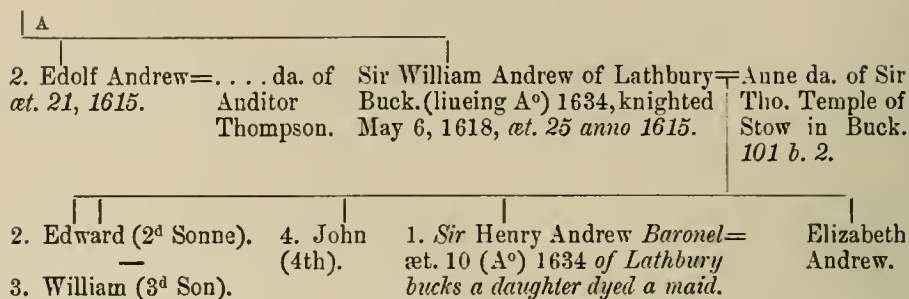 A
2. Edolf Andrew=. . . . da. of
æt. 21, 1615. Anditor
Thompson.
Sir William Andrew of Lathbury=
Buck. (liueing Aº) 1634, knighted
May 6, 1618, æt. 25 anno 1615.
Anne da. of Sir
Tho. Temple of
Stow in Buck.
101 b. 2.
2. Edward (2ᵈ Sonne).
—
3. William (3ᵈ Son).
4. John
(4th).
1. Sir Henry Andrew Baronel=
æt. 10 (Aº) 1634 of Lathbury
bucks a daughter dyed a maid.
Elizabeth
Andrew.